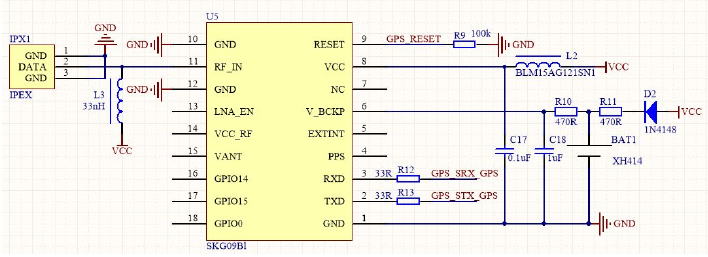 U5
IPX1
GND
GND
10
GND
RESET
9
GPS_RESET
R9
100k
GND
GND
1
DATA
2
GND
3
IPEX
11
RF_IN
VCC
8
L2
BLM15AG121SN1
VCC
L3
33nH
GND
12
GND
NC
7
13
LNA_EN
V_BCKP
6
R10
470R
R11
470R
D2
1N4148
VCC
14
VCC_RF
EXTINT
5
C17
0.1uF
C18
1uF
BAT1
XH414
VCC
15
VANT
PPS
4
16
GPIO14
RXD
3
33R
R12
GPS_SRX_GPS
17
GPIO15
TXD
2
33R
R13
GPS_STX_GPS
18
GPIO0
GND
1
GND
SKG09BI